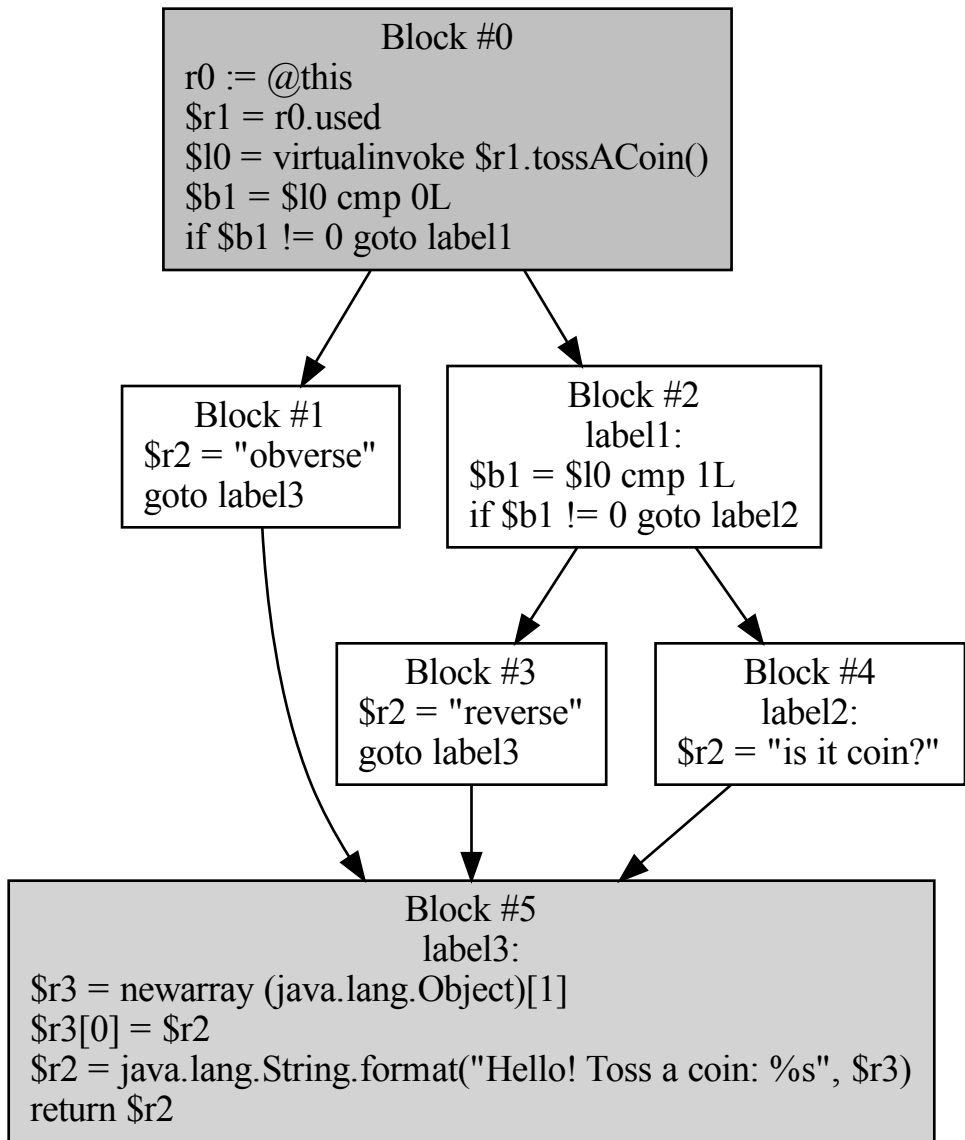 Block #0
r0 := @this
$r1 = r0.used
$l0 = virtualinvoke $r1.tossACoin()
$b1 = $l0 cmp 0L
if $b1 != 0 goto label1
Block #1
$r2 = "obverse"
goto label3
Block #2
label1:
$b1 = $l0 cmp 1L
if $b1 != 0 goto label2
Block #3
$r2 = "reverse"
goto label3
Block #4
label2:
$r2 = "is it coin?"
Block #5
label3:
$r3 = newarray (java.lang.Object)[1]
$r3[0] = $r2
$r2 = java.lang.String.format("Hello! Toss a coin: %s", $r3)
return $r2